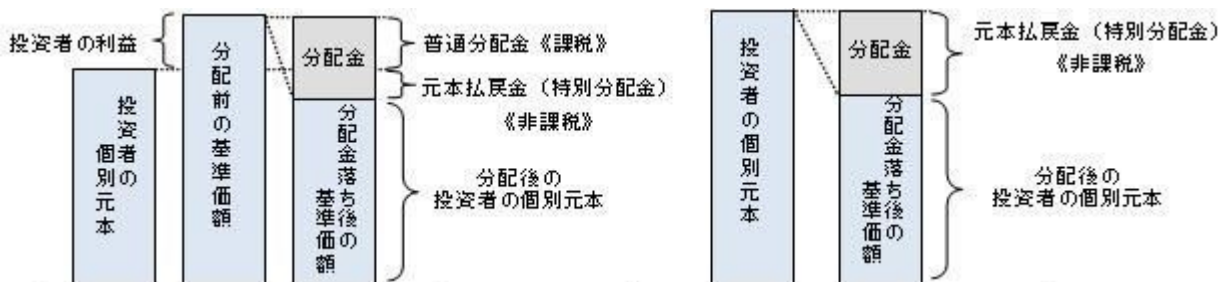 投資者の利益
投資者の
個別元本
分配前の基準価額
分配金
分配金落ち後の
基準価額
普通分配金《課税》
元本払戻金（特別分配金）
《非課税》
分配後の
投資者の個別元本
投資者の個別元本
分配金
分配金落ち後の
基準価額
元本払戻金（特別分配金）
《非課税》
分配後の
投資者の個別元本